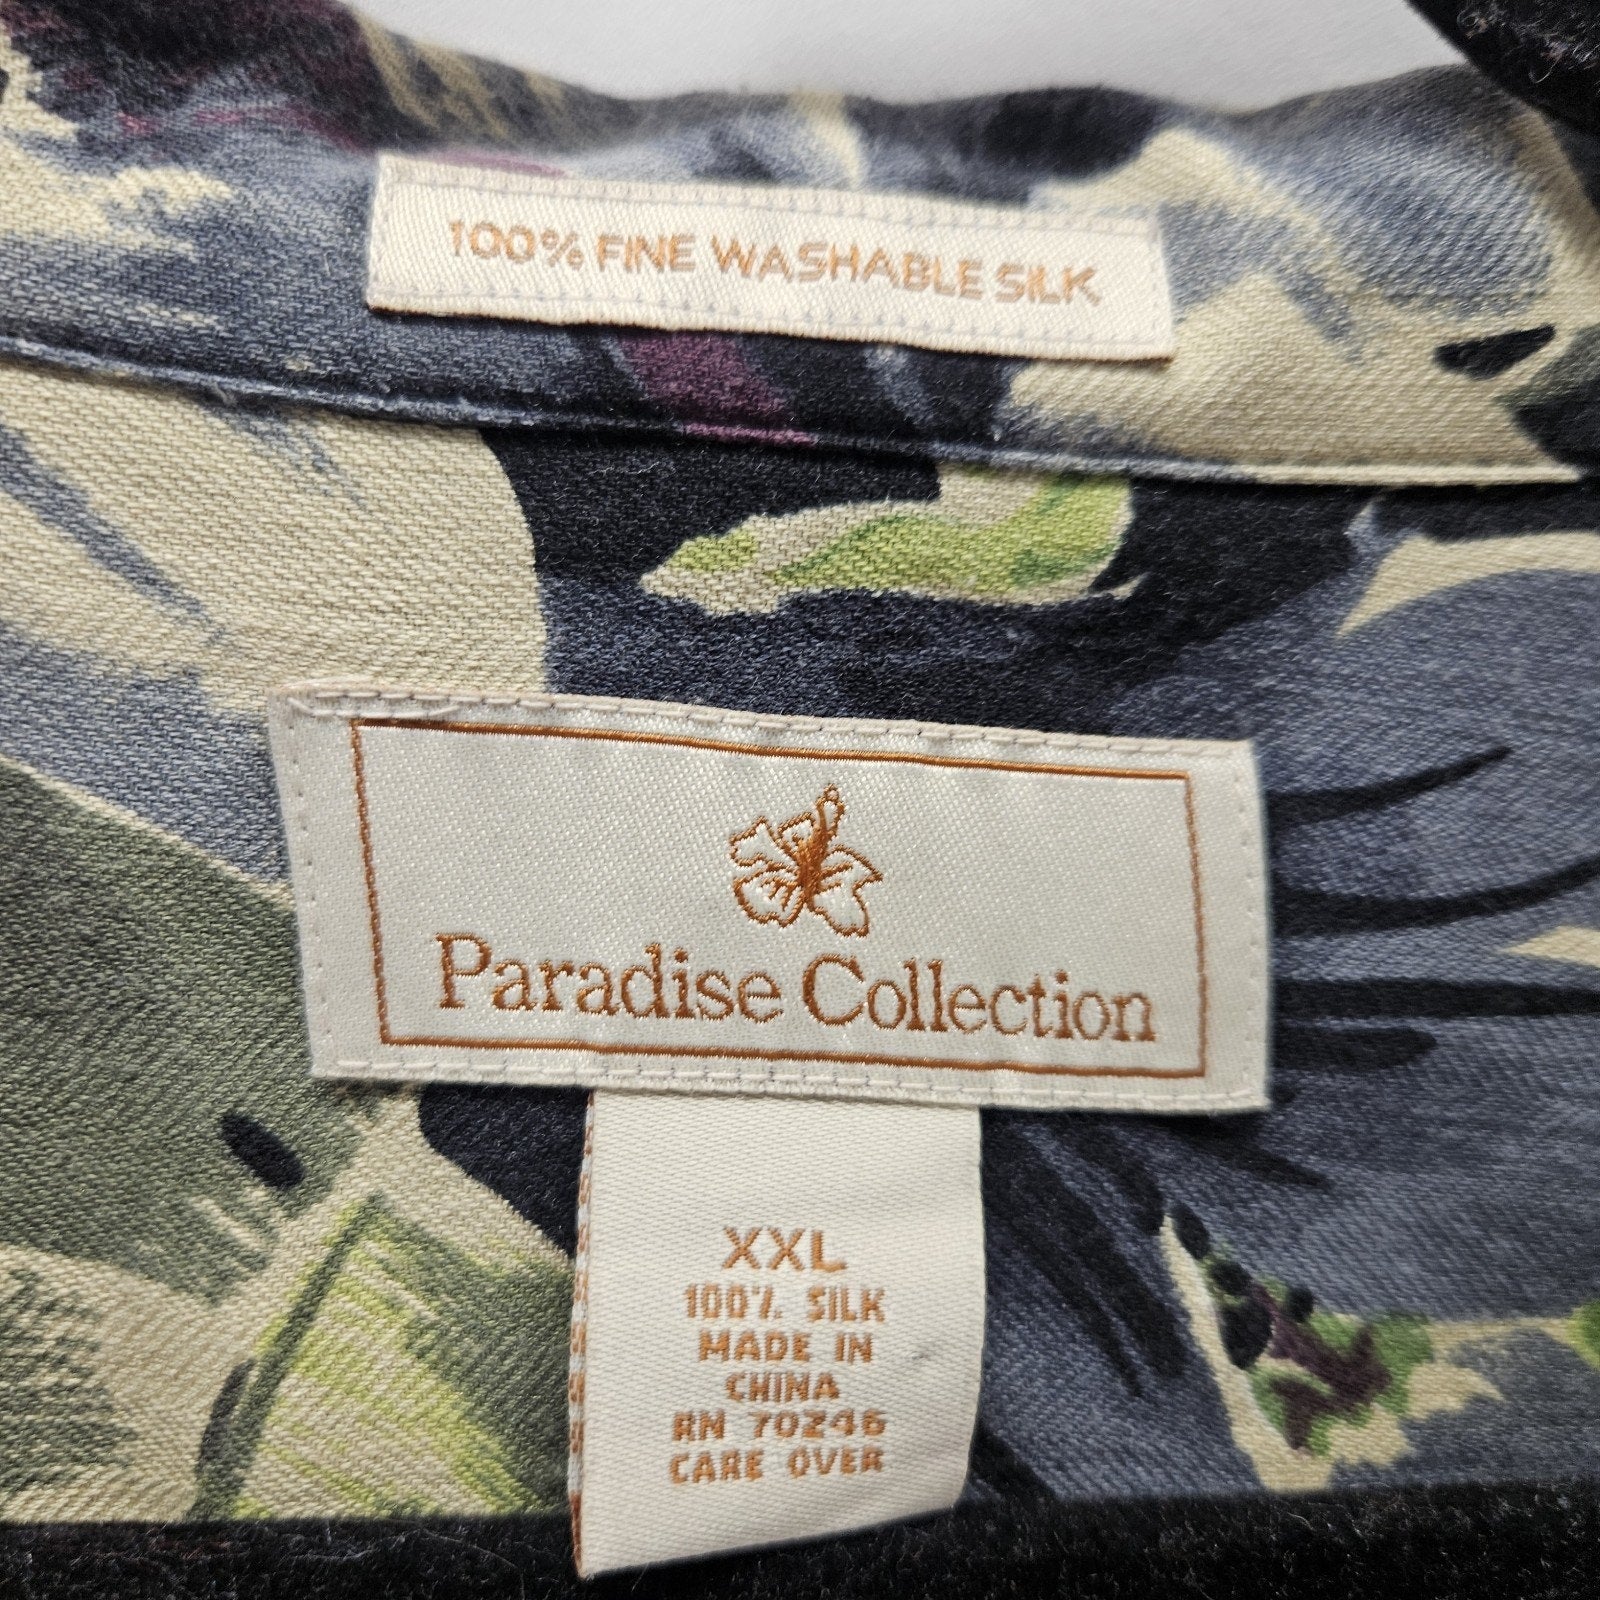 100% FINE WASHABLE SILK
Paradise Collection
XXL
100% SILK
MADE IN
CHINA
RN 70246
CARE OVER